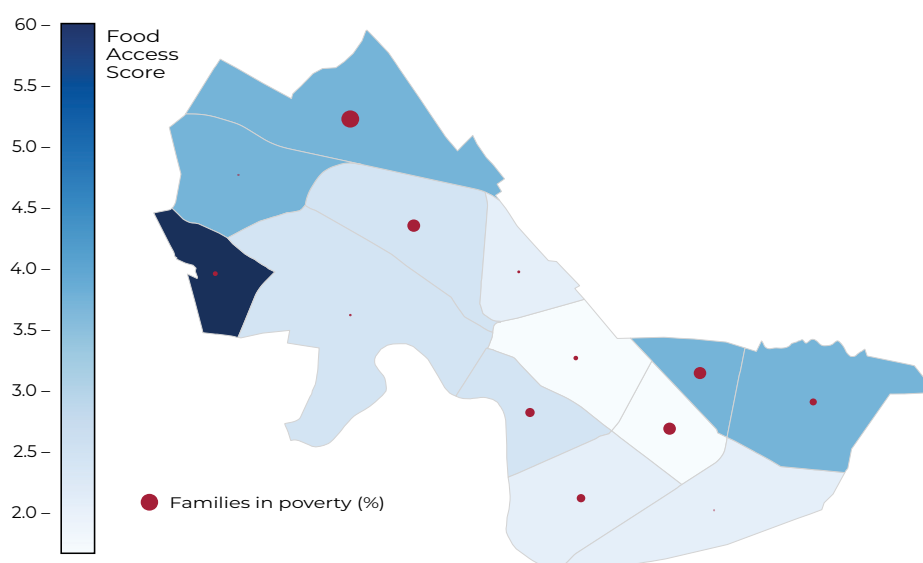 60 –
5.5 –
5.0 –
4.5 –
4.0 –
3.5 –
3.0 –
2.5 –
2.0 –
Food
Access
Score
Families in poverty (%)